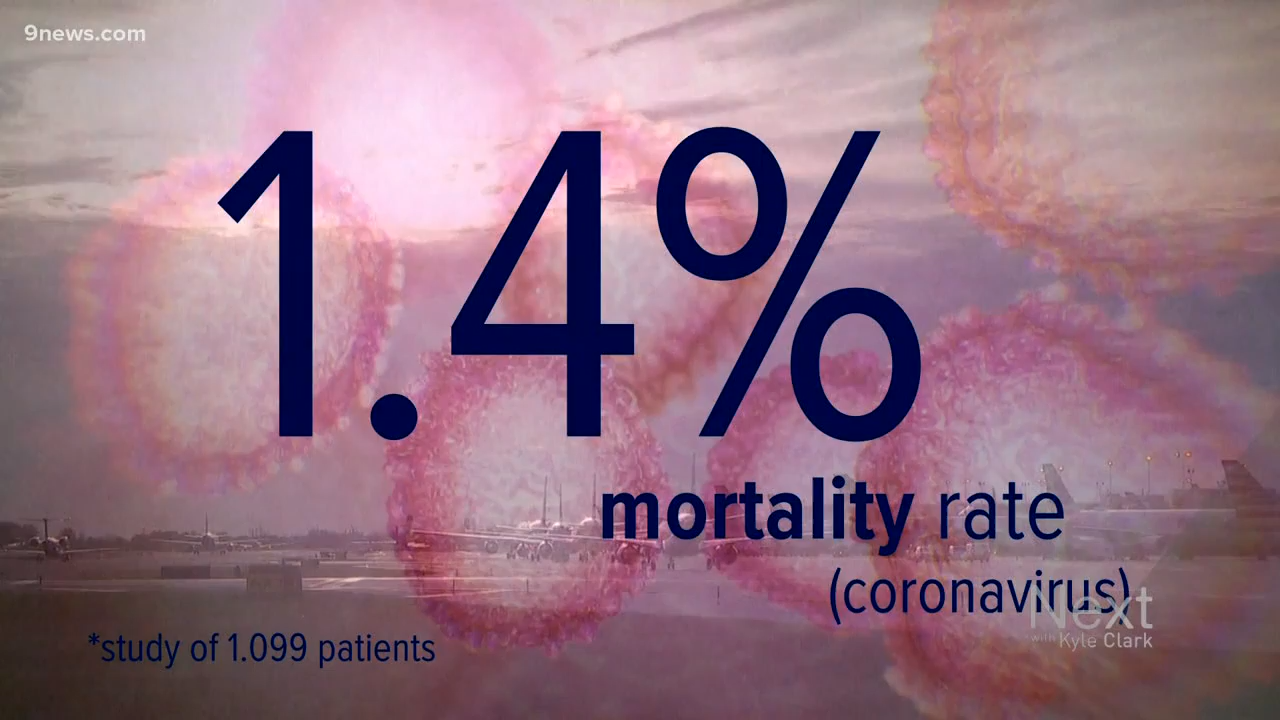 9news.com
1.4%
mortality rate
(coronavirus)
Next
with Kyle Clark
*study of 1.099 patients